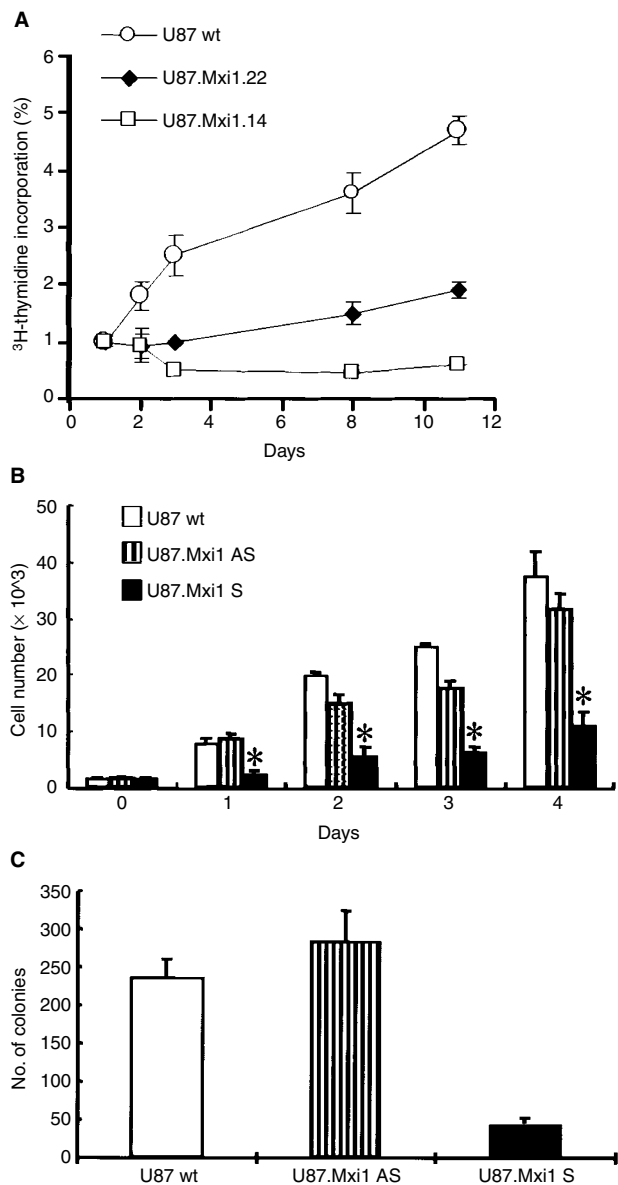 A
U87 wt
U87.Mxi1.22
U87.Mxi1.14
³H-thymidine incorporation (%)
6
5
4
3
2
1
0
0 2 4 6 8 10 12
Days
B
U87 wt
U87.Mxi1 AS
U87.Mxi1 S
Cell number (× 10^3)
50
40
30
20
10
0
* * * *
0 1 2 3 4
Days
C
No. of colonies
350
300
250
200
150
100
50
0
U87 wt U87.Mxi1 AS U87.Mxi1 S